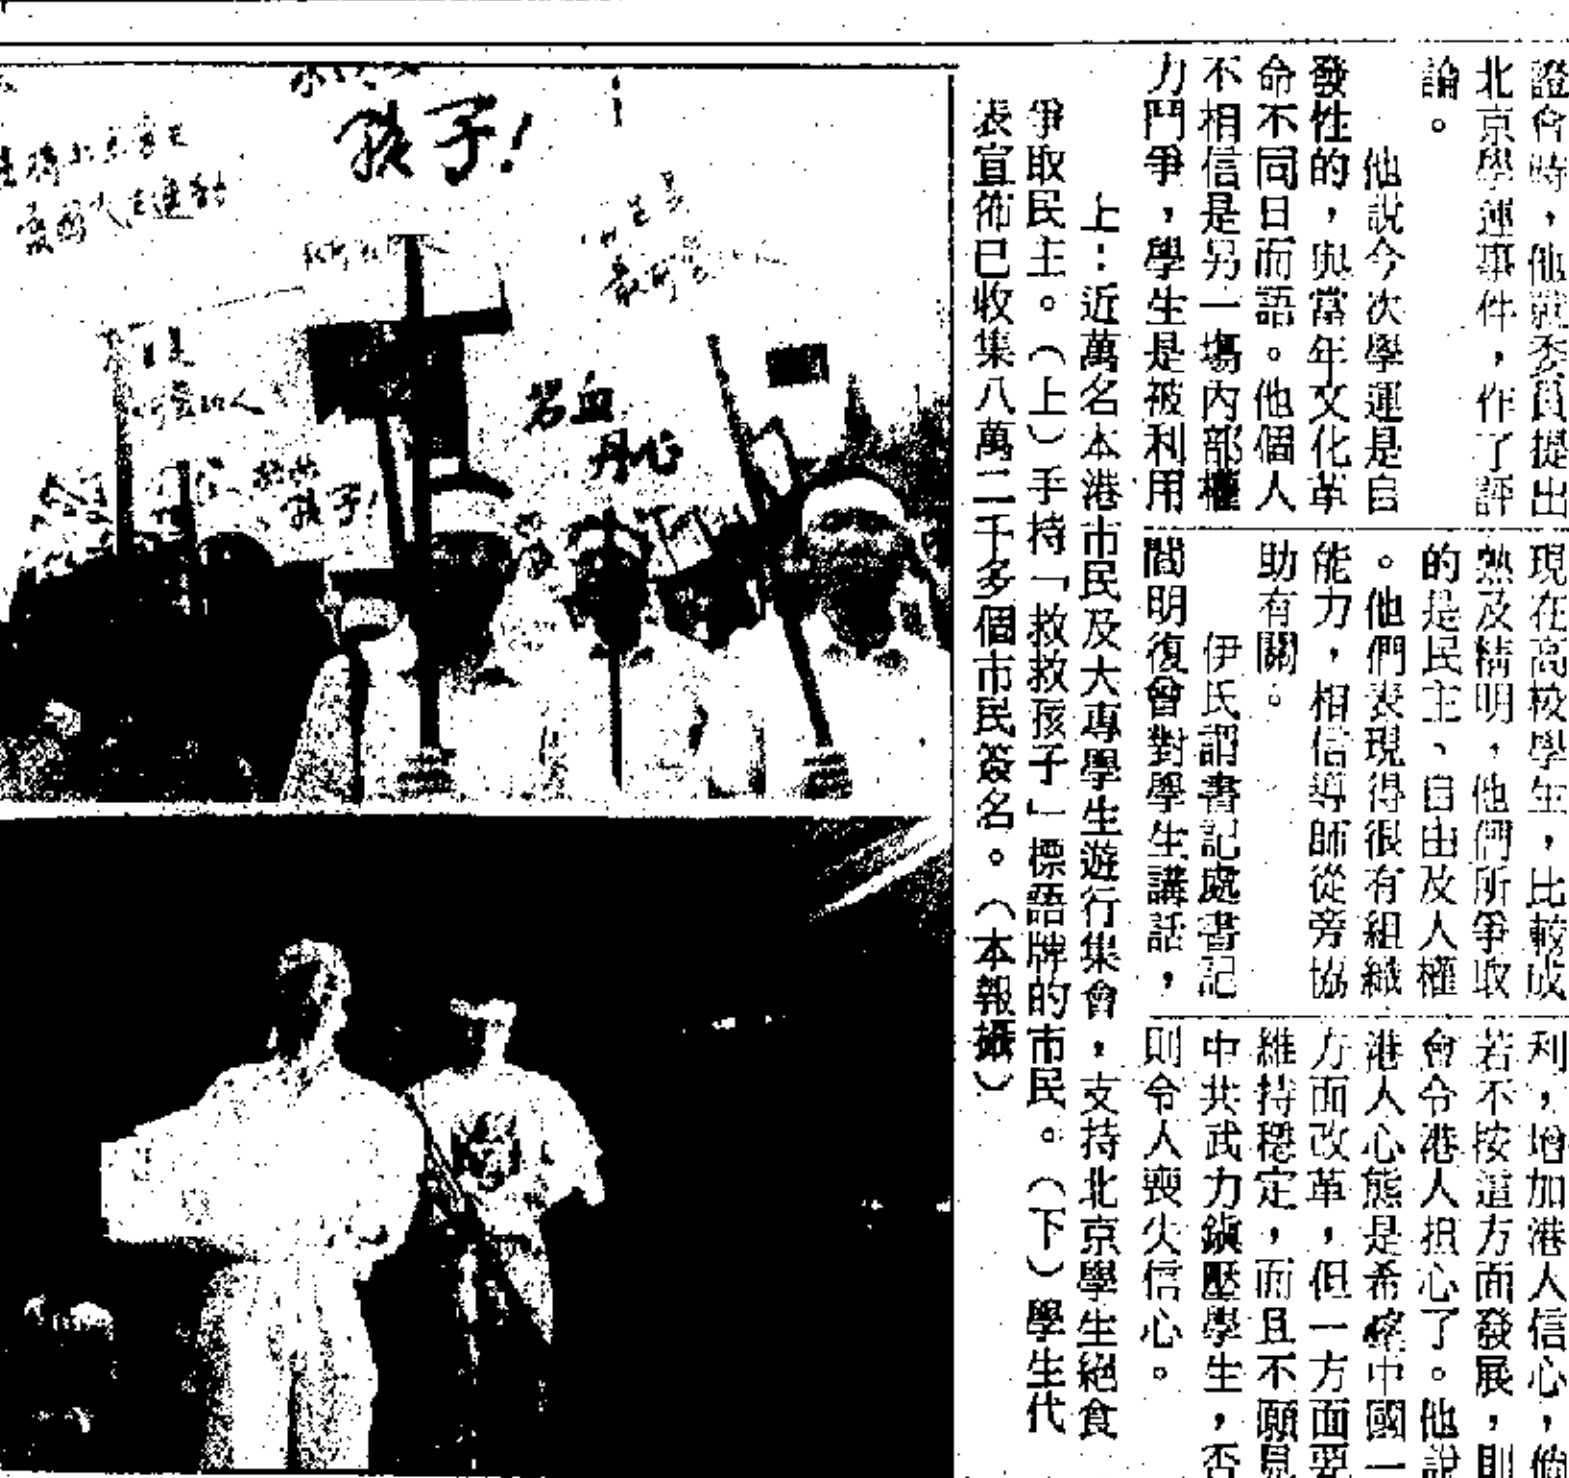 證會時，他就委員提出
北京學運事件，作了評
論。
他說今次學運是自
發性的，與當年文化革
命不同日而語。他個人
不相信是另一場內部權
力鬥爭，學生是被利用
現在高校學生，比較成
熟及精明，他們所爭取
的是民主、自由及人權
。他們表現得很有組織
能力，相信導師從旁協
助有關。
伊氏謂書記處書記
閻明復曾對學生講話，
利，增加港人信心，倘
若不按這方面發展，則
會令港人担心了。他說
港人心態是希望中國一
方面改革，但一方面要
維持穩定，而且不願見
中共武力鎮壓學生，否
則令人喪失信心。
上：近萬名本港市民及大專學生遊行集會，支持北京學生絕食
爭取民主。（上）手持「救救孩子」標語牌的市民。（下）學生代
表宣佈已收集八萬二千多個市民簽名。（本報攝）
孩子！
愛國民主運動
碧血
丹心
孩子！